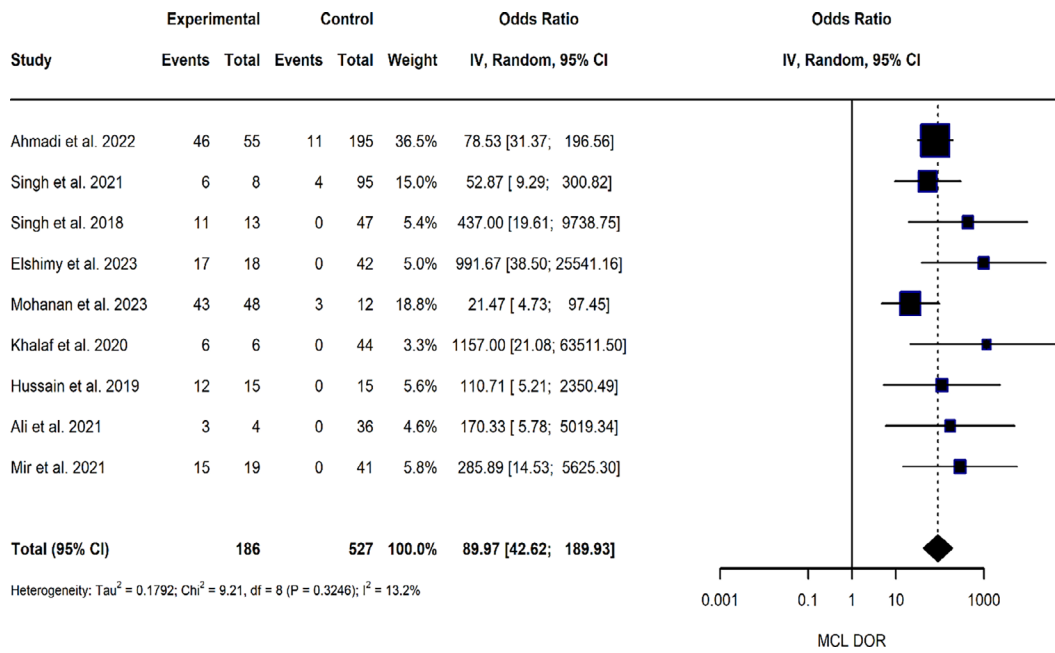 Experimental Control Odds Ratio Odds Ratio
Study Events Total Events Total Weight IV, Random, 95% CI IV, Random, 95% CI
Ahmadi et al. 2022 46 55 11 195 36.5% 78.53 [31.37; 196.56]
Singh et al. 2021 6 8 4 95 15.0% 52.87 [ 9.29; 300.82]
Singh et al. 2018 11 13 0 47 5.4% 437.00 [19.61; 9738.75]
Elshimy et al. 2023 17 18 0 42 5.0% 991.67 [38.50; 25541.16]
Mohanan et al. 2023 43 48 3 12 18.8% 21.47 [ 4.73; 97.45]
Khalaf et al. 2020 6 6 0 44 3.3% 1157.00 [21.08; 63511.50]
Hussain et al. 2019 12 15 0 15 5.6% 110.71 [ 5.21; 2350.49]
Ali et al. 2021 3 4 0 36 4.6% 170.33 [ 5.78; 5019.34]
Mir et al. 2021 15 19 0 41 5.8% 285.89 [14.53; 5625.30]
Total (95% CI) 186 527 100.0% 89.97 [42.62; 189.93]
Heterogeneity: Tau² = 0.1792; Chi² = 9.21, df = 8 (P = 0.3246); I² = 13.2%
0.001 0.1 1 10 1000
MCL DOR